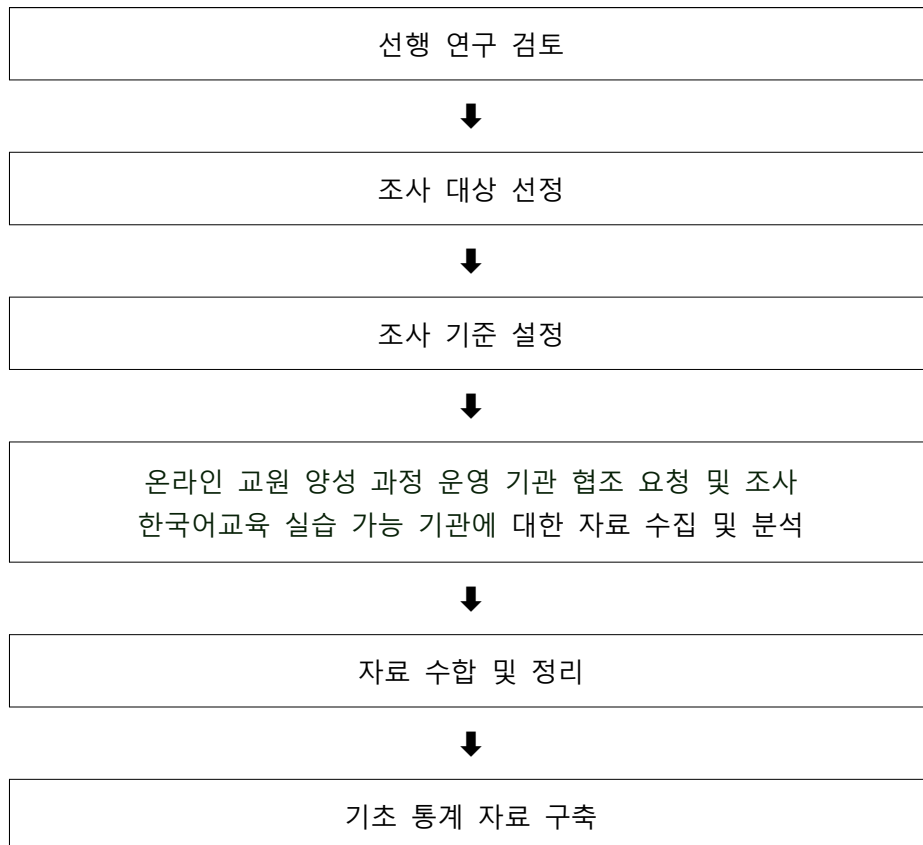 선행 연구 검토
조사 대상 선정
조사 기준 설정
온라인 교원 양성 과정 운영 기관 협조 요청 및 조사
한국어교육 실습 가능 기관에 대한 자료 수집 및 분석
자료 수합 및 정리
기초 통계 자료 구축